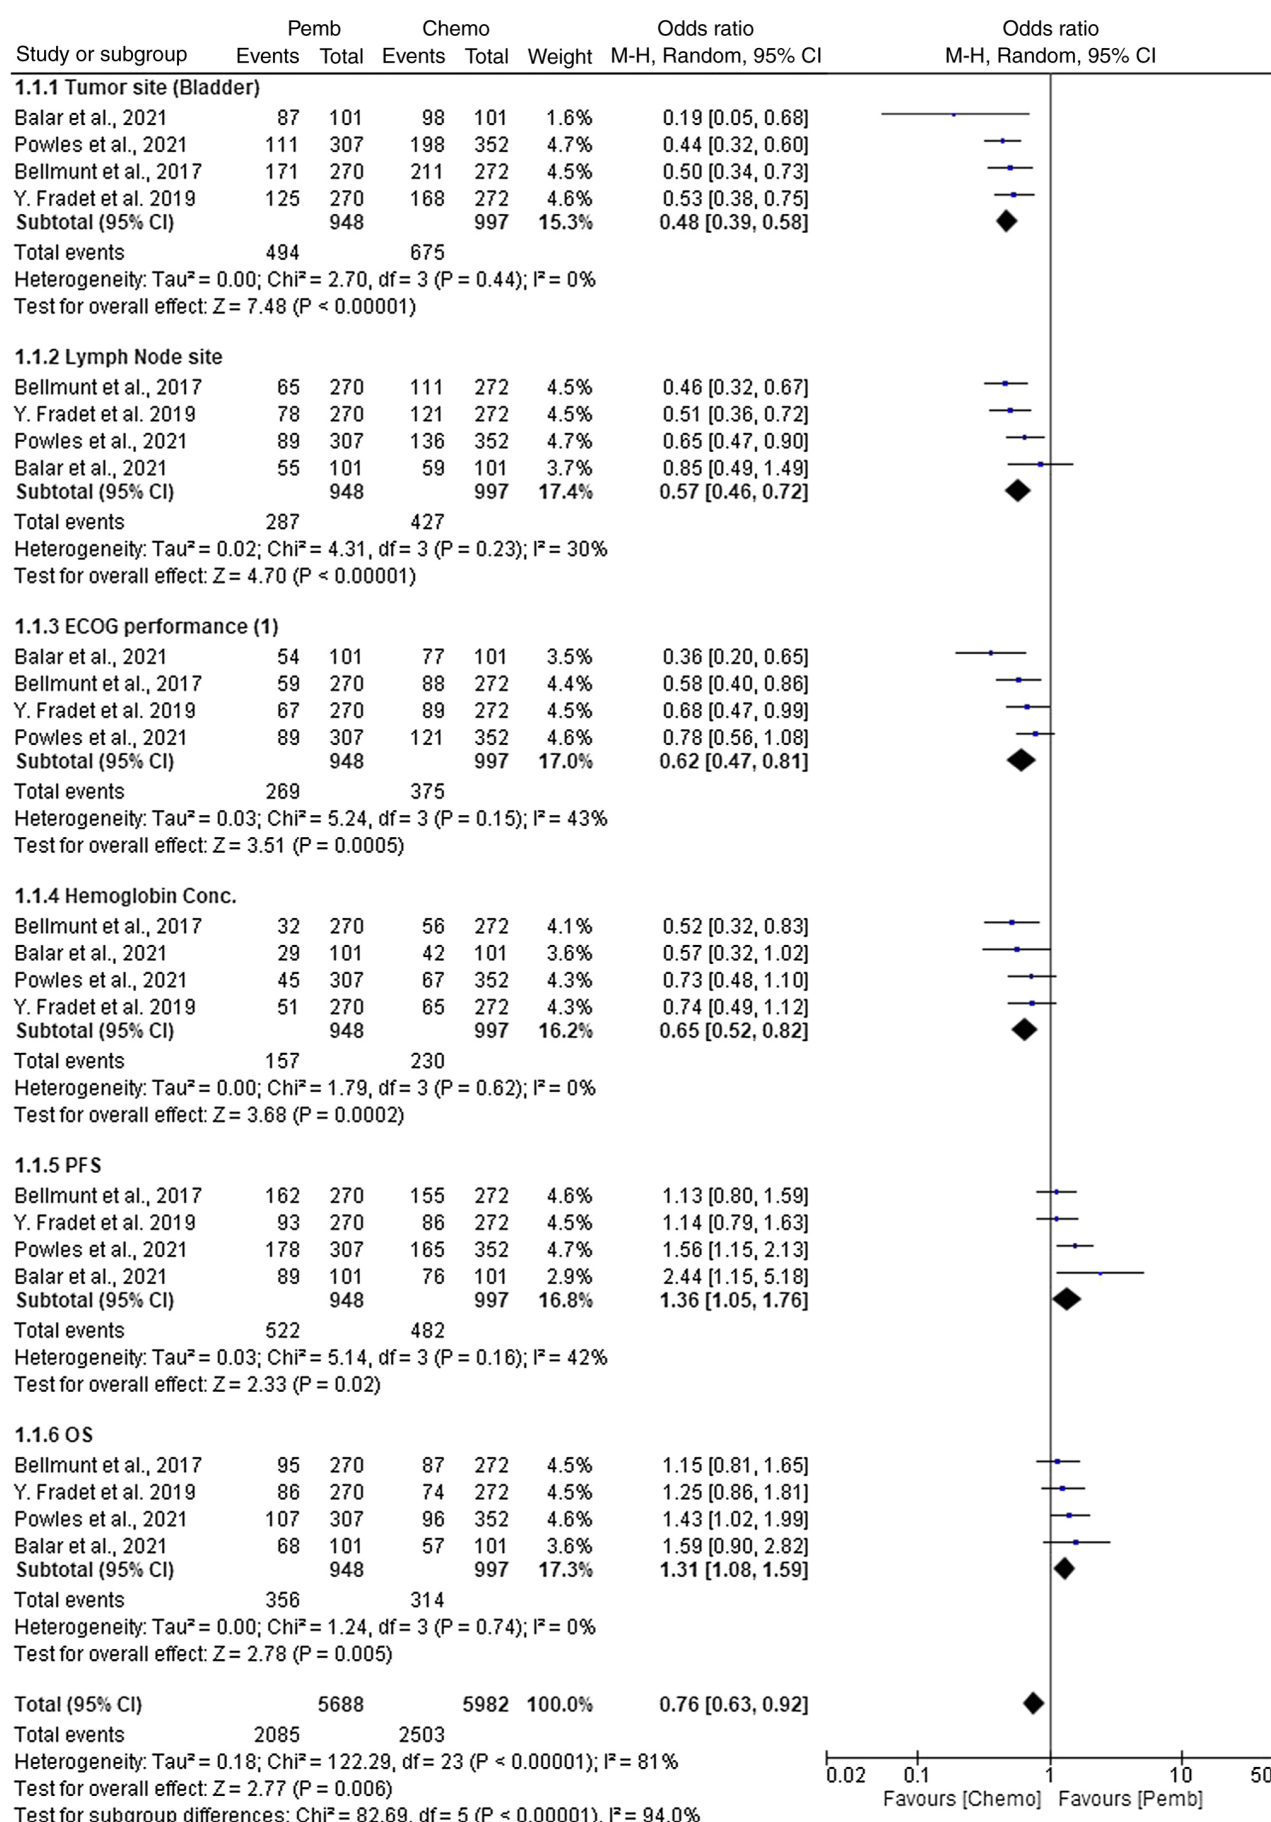 Pemb Chemo Odds ratio Odds ratio
Study or subgroup Events Total Events Total Weight M-H, Random, 95% CI M-H, Random, 95% CI
1.1.1 Tumor site (Bladder)
Balar et al., 2021 87 101 98 101 1.6% 0.19 [0.05, 0.68]
Powles et al., 2021 111 307 198 352 4.7% 0.44 [0.32, 0.60]
Bellmunt et al., 2017 171 270 211 272 4.5% 0.50 [0.34, 0.73]
Y. Fradet et al. 2019 125 270 168 272 4.6% 0.53 [0.38, 0.75]
Subtotal (95% CI) 948 997 15.3% 0.48 [0.39, 0.58]
Total events 494 675
Heterogeneity: Tau² = 0.00; Chi² = 2.70, df = 3 (P = 0.44); I² = 0%
Test for overall effect: Z = 7.48 (P < 0.00001)
1.1.2 Lymph Node site
Bellmunt et al., 2017 65 270 111 272 4.5% 0.46 [0.32, 0.67]
Y. Fradet et al. 2019 78 270 121 272 4.5% 0.51 [0.36, 0.72]
Powles et al., 2021 89 307 136 352 4.7% 0.65 [0.47, 0.90]
Balar et al., 2021 55 101 59 101 3.7% 0.85 [0.49, 1.49]
Subtotal (95% CI) 948 997 17.4% 0.57 [0.46, 0.72]
Total events 287 427
Heterogeneity: Tau² = 0.02; Chi² = 4.31, df = 3 (P = 0.23); I² = 30%
Test for overall effect: Z = 4.70 (P < 0.00001)
1.1.3 ECOG performance (1)
Balar et al., 2021 54 101 77 101 3.5% 0.36 [0.20, 0.65]
Bellmunt et al., 2017 59 270 88 272 4.4% 0.58 [0.40, 0.86]
Y. Fradet et al. 2019 67 270 89 272 4.5% 0.68 [0.47, 0.99]
Powles et al., 2021 89 307 121 352 4.6% 0.78 [0.56, 1.08]
Subtotal (95% CI) 948 997 17.0% 0.62 [0.47, 0.81]
Total events 269 375
Heterogeneity: Tau² = 0.03; Chi² = 5.24, df = 3 (P = 0.15); I² = 43%
Test for overall effect: Z = 3.51 (P = 0.0005)
1.1.4 Hemoglobin Conc.
Bellmunt et al., 2017 32 270 56 272 4.1% 0.52 [0.32, 0.83]
Balar et al., 2021 29 101 42 101 3.6% 0.57 [0.32, 1.02]
Powles et al., 2021 45 307 67 352 4.3% 0.73 [0.48, 1.10]
Y. Fradet et al. 2019 51 270 65 272 4.3% 0.74 [0.49, 1.12]
Subtotal (95% CI) 948 997 16.2% 0.65 [0.52, 0.82]
Total events 157 230
Heterogeneity: Tau² = 0.00; Chi² = 1.79, df = 3 (P = 0.62); I² = 0%
Test for overall effect: Z = 3.68 (P = 0.0002)
1.1.5 PFS
Bellmunt et al., 2017 162 270 155 272 4.6% 1.13 [0.80, 1.59]
Y. Fradet et al. 2019 93 270 86 272 4.5% 1.14 [0.79, 1.63]
Powles et al., 2021 178 307 165 352 4.7% 1.56 [1.15, 2.13]
Balar et al., 2021 89 101 76 101 2.9% 2.44 [1.15, 5.18]
Subtotal (95% CI) 948 997 16.8% 1.36 [1.05, 1.76]
Total events 522 482
Heterogeneity: Tau² = 0.03; Chi² = 5.14, df = 3 (P = 0.16); I² = 42%
Test for overall effect: Z = 2.33 (P = 0.02)
1.1.6 OS
Bellmunt et al., 2017 95 270 87 272 4.5% 1.15 [0.81, 1.65]
Y. Fradet et al. 2019 86 270 74 272 4.5% 1.25 [0.86, 1.81]
Powles et al., 2021 107 307 96 352 4.6% 1.43 [1.02, 1.99]
Balar et al., 2021 68 101 57 101 3.6% 1.59 [0.90, 2.82]
Subtotal (95% CI) 948 997 17.3% 1.31 [1.08, 1.59]
Total events 356 314
Heterogeneity: Tau² = 0.00; Chi² = 1.24, df = 3 (P = 0.74); I² = 0%
Test for overall effect: Z = 2.78 (P = 0.005)
Total (95% CI) 5688 5982 100.0% 0.76 [0.63, 0.92]
Total events 2085 2503
Heterogeneity: Tau² = 0.18; Chi² = 122.29, df = 23 (P < 0.00001); I² = 81%
Test for overall effect: Z = 2.77 (P = 0.006)
Test for subgroup differences: Chi² = 82.69, df = 5 (P < 0.00001), I² = 94.0%
0.02 0.1 1 10 50
Favours [Chemo] Favours [Pemb]